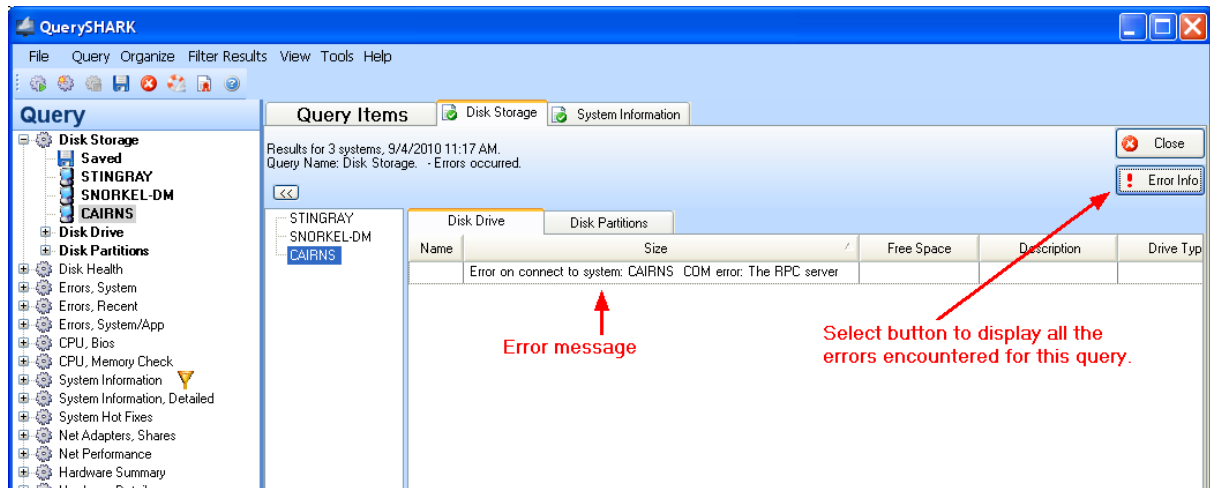 QuerySHARK
File Query Organize Filter Results View Tools Help
Query
Disk Storage
Saved
STINGRAY
SNORKEL-DM
CAIRNS
Disk Drive
Disk Partitions
Disk Health
Errors, System
Errors, Recent
Errors, System/App
CPU, Bios
CPU, Memory Check
System Information
System Information, Detailed
System Hot Fixes
Net Adapters, Shares
Net Performance
Hardware Summary
Query Items Disk Storage System Information
Results for 3 systems, 9/4/2010 11:17 AM.
Query Name: Disk Storage. - Errors occurred.
Close
Error Info
<<
STINGRAY
SNORKEL-DM
CAIRNS
Disk Drive Disk Partitions
Name Size Free Space Description Drive Typ
Error on connect to system: CAIRNS COM error: The RPC server
Error message
Select button to display all the
errors encountered for this query.